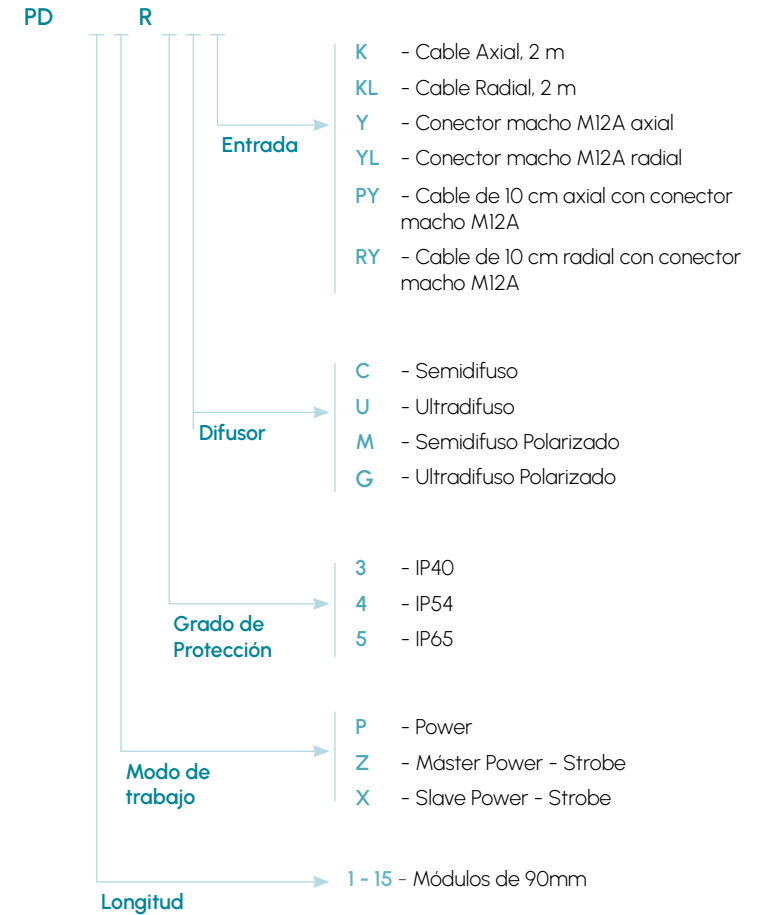 PD R
K - Cable Axial, 2 m
KL - Cable Radial, 2 m
Y - Conector macho M12A axial
Entrada
YL - Conector macho M12A radial
PY - Cable de 10 cm axial con conector
macho M12A
RY - Cable de 10 cm radial con conector
macho M12A
C - Semidifuso
U - Ultradifuso
Difusor
M - Semidifuso Polarizado
G - Ultradifuso Polarizado
3 - IP40
4 - IP54
Grado de
Protección
5 - IP65
P - Power
Z - Máster Power - Strobe
Modo de
trabajo
X - Slave Power - Strobe
1 - 15 - Módulos de 90mm
Longitud